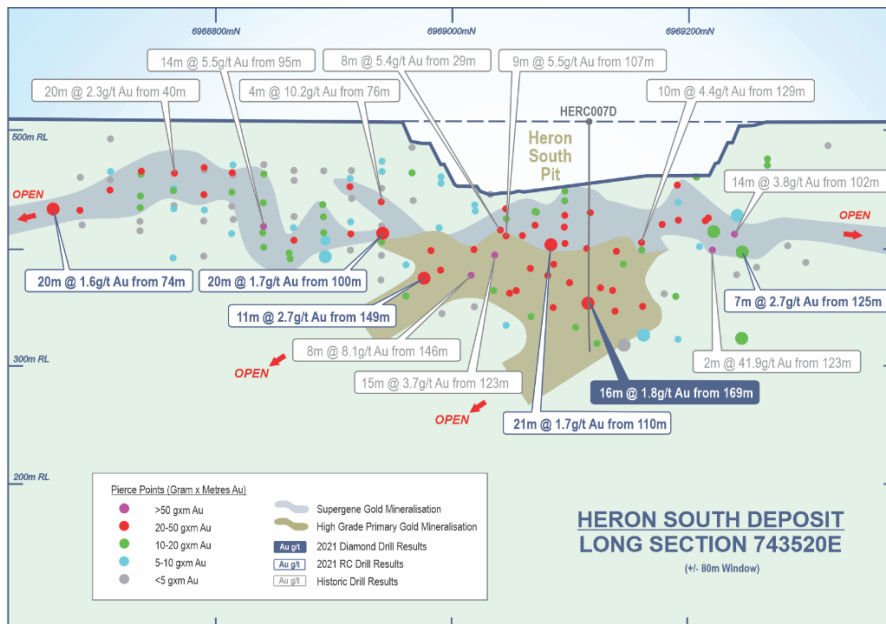 6968800mN
6969000mN
6969200mN
14m @ 5.5g/t Au from 95m
8m @ 5.4g/t Au from 29m
9m @ 5.5g/t Au from 107m
20m @ 2.3g/t Au from 40m
4m @ 10.2g/t Au from 76m
10m @ 4.4g/t Au from 129m
HERC007D
500m RL
Heron
South
Pit
14m @ 3.8g/t Au from 102m
OPEN
OPEN
20m @ 1.6g/t Au from 74m
20m @ 1.7g/t Au from 100m
7m @ 2.7g/t Au from 125m
11m @ 2.7g/t Au from 149m
8m @ 8.1g/t Au from 146m
2m @ 41.9g/t Au from 123m
300m RL
OPEN
15m @ 3.7g/t Au from 123m
16m @ 1.8g/t Au from 169m
OPEN
21m @ 1.7g/t Au from 110m
200m RL
Pierce Points (Gram x Metres Au)
>50 gxm Au
20-50 gxm Au
10-20 gxm Au
5-10 gxm Au
<5 gxm Au
Supergene Gold Mineralisation
High Grade Primary Gold Mineralisation
Au g/t 2021 Diamond Drill Results
Au g/t 2021 RC Drill Results
Au g/t Historic Drill Results
HERON SOUTH DEPOSIT
LONG SECTION 743520E
(+/- 80m Window)